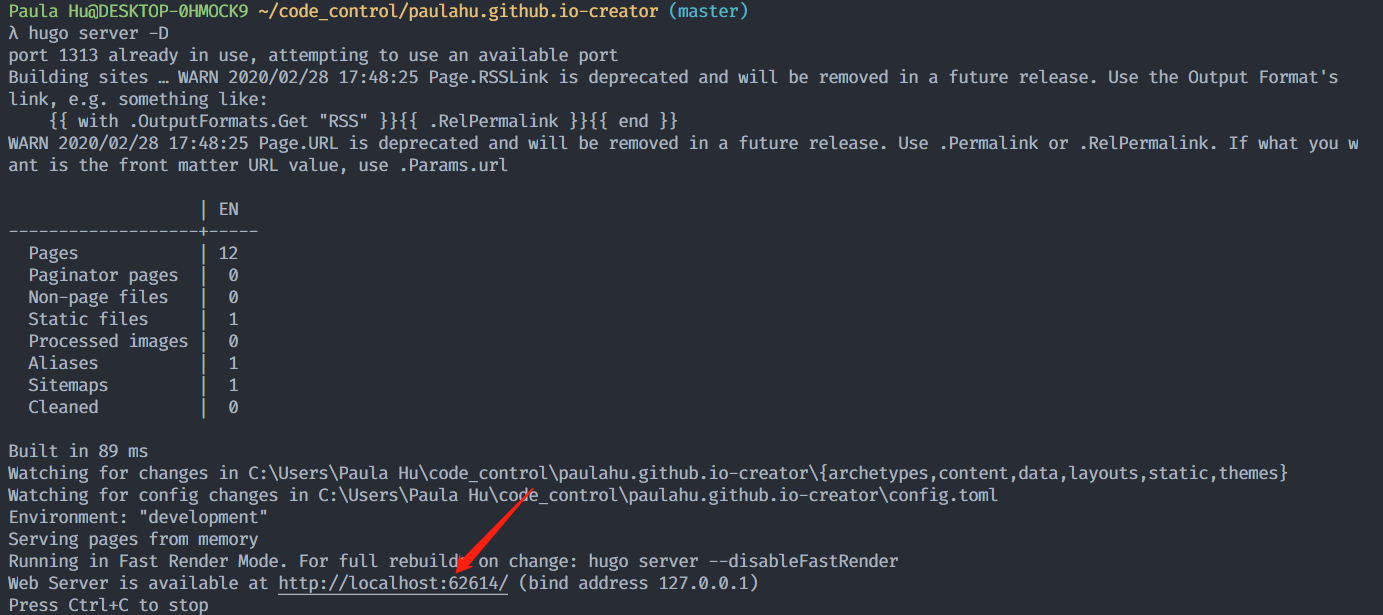 Paula Hu@DESKTOP-0HMOCK9 ~/code_control/paulahu.github.io-creator (master)
λ hugo server -D
port 1313 already in use, attempting to use an available port
Building sites … WARN 2020/02/28 17:48:25 Page.RSSLink is deprecated and will be removed in a future release. Use the Output Format's
link, e.g. something like:
    {{ with .OutputFormats.Get "RSS" }}{{ .RelPermalink }}{{ end }}
WARN 2020/02/28 17:48:25 Page.URL is deprecated and will be removed in a future release. Use .Permalink or .RelPermalink. If what you w
ant is the front matter URL value, use .Params.url
                   | EN
-------------------+-----
  Pages            | 12
  Paginator pages  |  0
  Non-page files   |  0
  Static files     |  1
  Processed images |  0
  Aliases          |  1
  Sitemaps         |  1
  Cleaned          |  0
Built in 89 ms
Watching for changes in C:\Users\Paula Hu\code_control\paulahu.github.io-creator\{archetypes,content,data,layouts,static,themes}
Watching for config changes in C:\Users\Paula Hu\code_control\paulahu.github.io-creator\config.toml
Environment: "development"
Serving pages from memory
Running in Fast Render Mode. For full rebuilds on change: hugo server --disableFastRender
Web Server is available at http://localhost:62614/ (bind address 127.0.0.1)
Press Ctrl+C to stop